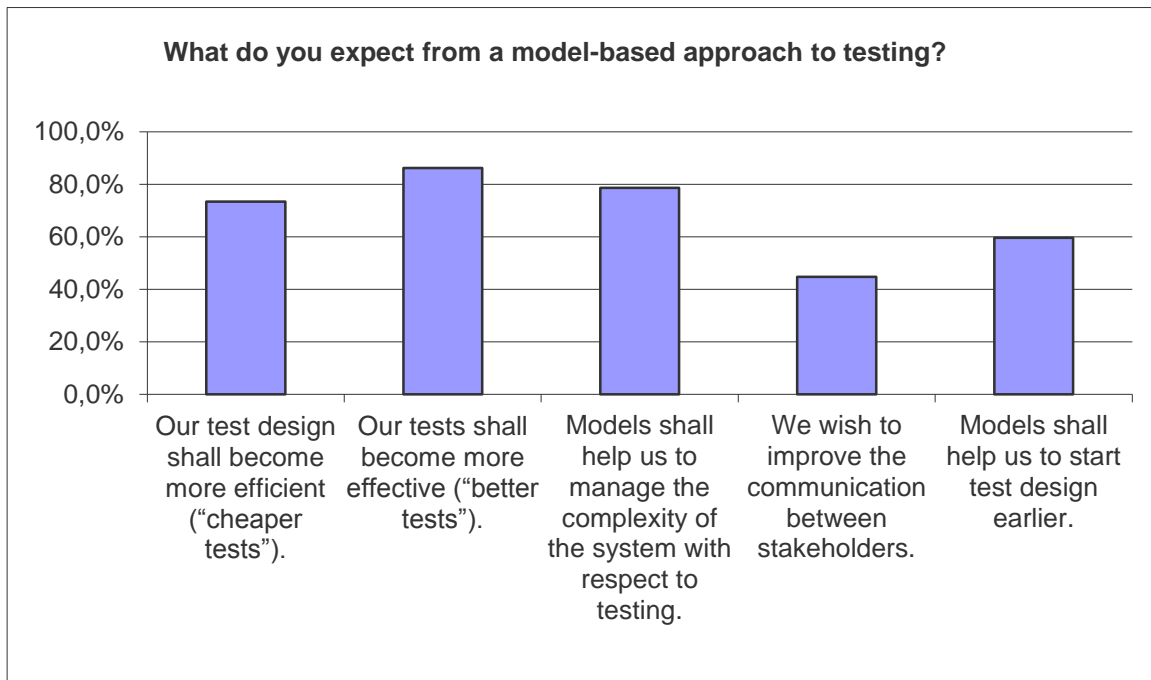 What do you expect from a model-based approach to testing?
100,0%
80,0%
60,0%
40,0%
20,0%
0,0%
Our test design
shall become
more efficient
(“cheaper
tests”).
Our tests shall
become more
effective (“better
tests”).
Models shall
help us to
manage the
complexity of
the system with
respect to
testing.
We wish to
improve the
communication
between
stakeholders.
Models shall
help us to start
test design
earlier.